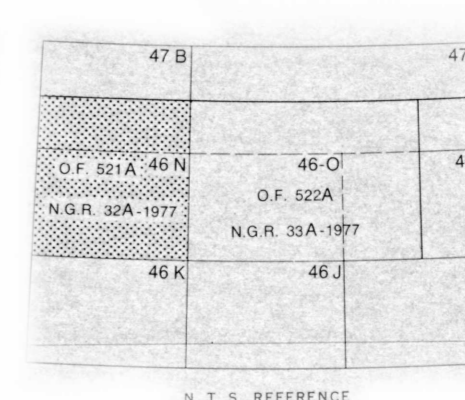 47 B 47
O.F. 521A 46 N 46-O 4
N.G.R. 32A-1977 O.F. 522A
N.G.R. 33A-1977
46 K 46 J
N. T. S. REFERENCE